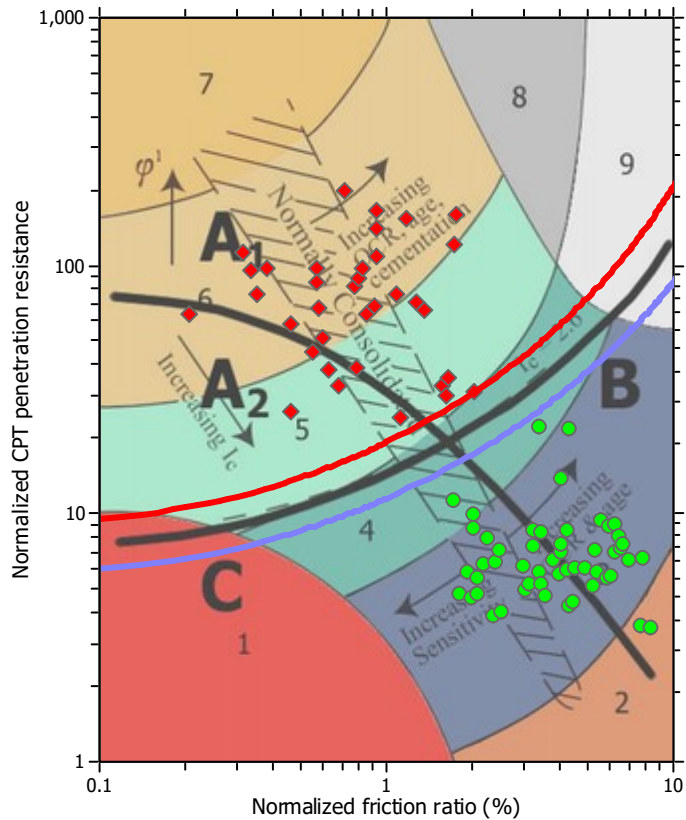 1,000
100
10
1
Normalized CPT penetration resistance
7
8
9
φ¹
A1
Normally Consolidated
Increasing
OCR, age,
cementation
6
A2
Increasing Ic
5
B
4
C
1
Increasing
Sensitivity
Increasing
OCR & age
2
0.1
1
10
Normalized friction ratio (%)